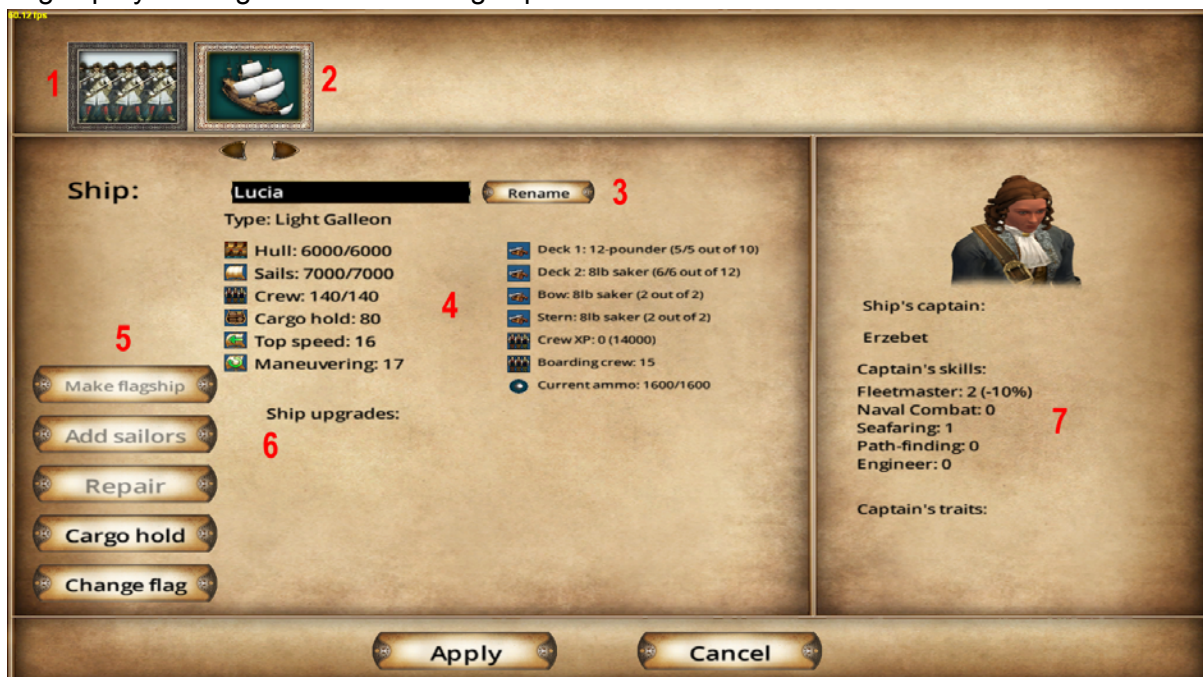 60.12 fps
1
2
Ship:
Lucia
Rename
3
Type: Light Galleon
Hull: 6000/6000
Sails: 7000/7000
Crew: 140/140
Cargo hold: 80
Top speed: 16
Maneuvering: 17
4
Deck 1: 12-pounder (5/5 out of 10)
Deck 2: 8lb saker (6/6 out of 12)
Bow: 8lb saker (2 out of 2)
Stern: 8lb saker (2 out of 2)
Crew XP: 0 (14000)
Boarding crew: 15
Current ammo: 1600/1600
5
Make flagship
Add sailors
Repair
Cargo hold
Change flag
Ship upgrades:
6
Ship's captain:
Erzebet
Captain's skills:
Fleetmaster: 2 (-10%)
Naval Combat: 0
Seafaring: 1
Path-finding: 0
Engineer: 0
7
Captain's traits:
Apply
Cancel